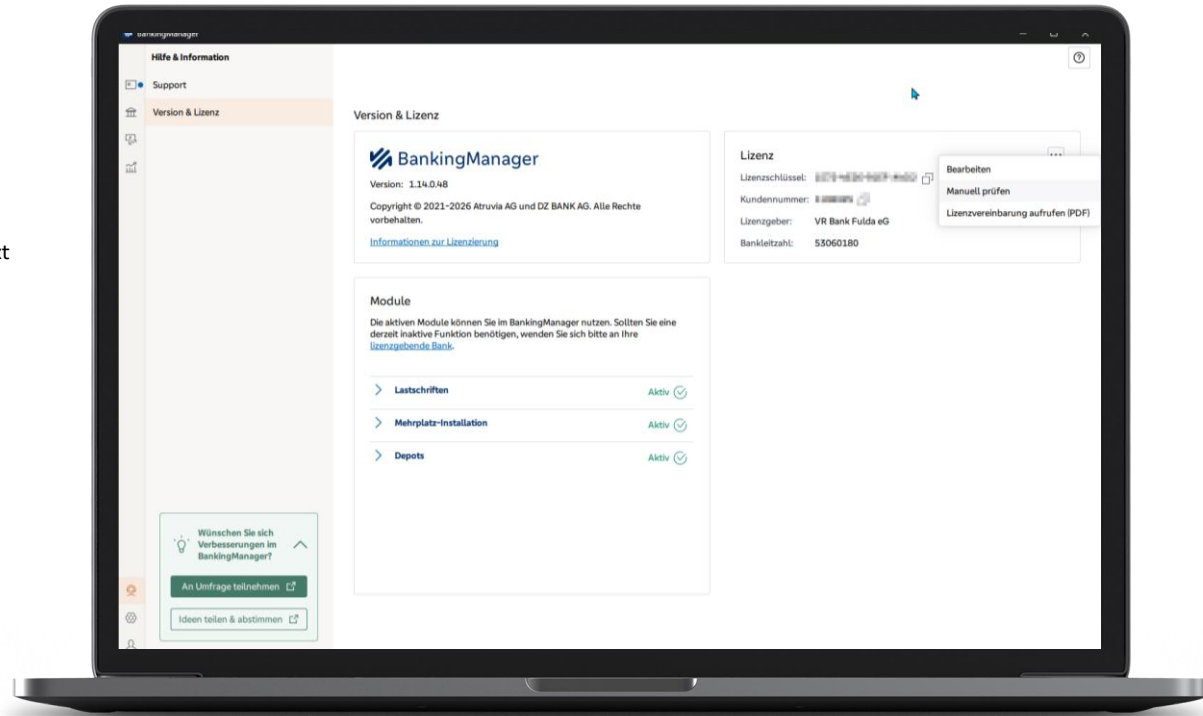 BankingManager
Hilfe & Information
Support
Version & Lizenz
Version & Lizenz
BankingManager
Version: 1.14.0.48
Copyright © 2021-2026 Atruvia AG und DZ BANK AG. Alle Rechte
vorbehalten.
Informationen zur Lizenzierung
Lizenz
Lizenzschlüssel:
Kundennummer:
Lizenzgeber: VR Bank Fulda eG
Bankleitzahl: 53060180
Bearbeiten
Manuell prüfen
Lizenzvereinbarung aufrufen (PDF)
Module
Die aktiven Module können Sie im BankingManager nutzen. Sollten Sie eine
derzeit inaktive Funktion benötigen, wenden Sie sich bitte an Ihre
lizenzgebende Bank.
Lastschriften Aktiv
Mehrplatz-Installation Aktiv
Depots Aktiv
Wünschen Sie sich
Verbesserungen im
BankingManager?
An Umfrage teilnehmen
Ideen teilen & abstimmen